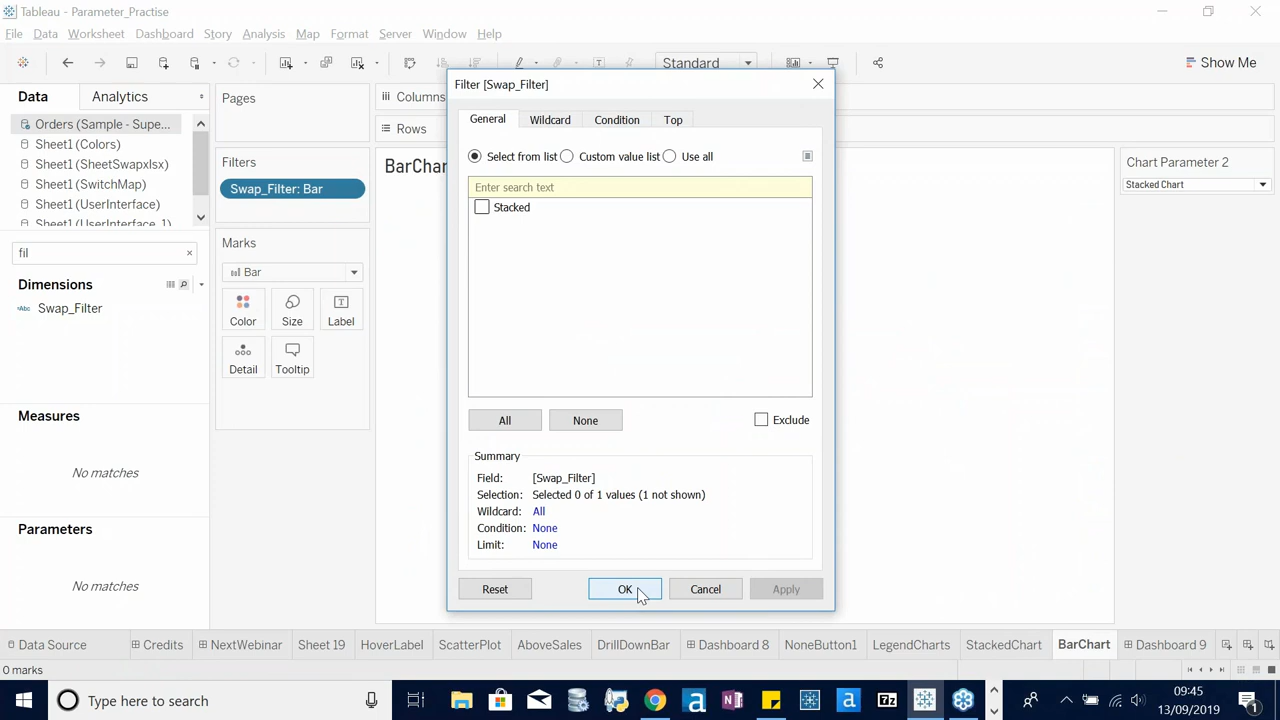 Tableau - Parameter_Practise
File Data Worksheet Dashboard Story Analysis Map Format Server Window Help
Standard
Show Me
Data Analytics
Pages
Columns
Orders (Sample - Supe...
Sheet1 (Colors)
Sheet1 (SheetSwapxlsx)
Sheet1 (SwitchMap)
Sheet1 (UserInterface)
Sheet1 (UserInterface 1)
Rows
Filters
Swap_Filter: Bar
BarChar
Chart Parameter 2
Stacked Chart
fil
Dimensions
Abc Swap_Filter
Measures
No matches
Parameters
No matches
Marks
Bar
Color Size Label
Detail Tooltip
Filter [Swap_Filter]
General Wildcard Condition Top
Select from list Custom value list Use all
Enter search text
Stacked
All None Exclude
Summary
Field: [Swap_Filter]
Selection: Selected 0 of 1 values (1 not shown)
Wildcard: All
Condition: None
Limit: None
Reset OK Cancel Apply
Data Source Credits NextWebinar Sheet 19 HoverLabel ScatterPlot AboveSales DrillDownBar Dashboard 8 NoneButton1 LegendCharts StackedChart BarChart Dashboard 9
0 marks
Type here to search
09:45
13/09/2019